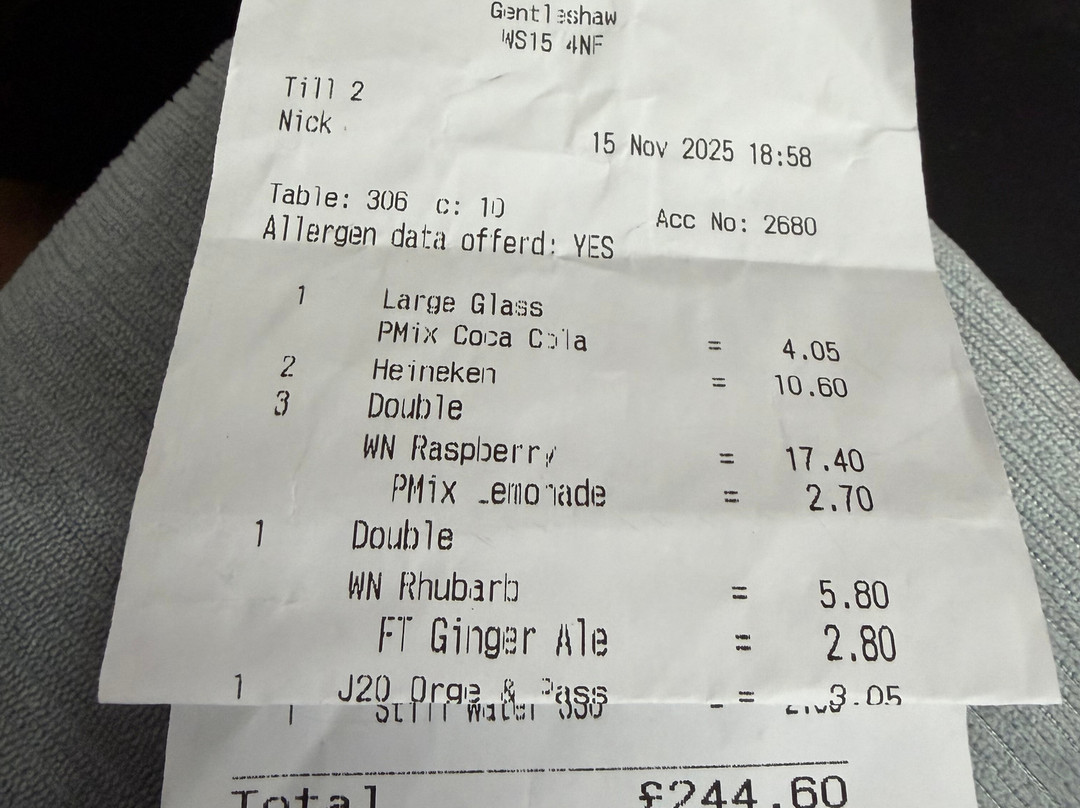 Gentleshaw
WS15 4NF
Till 2
Nick
15 Nov 2025 18:58
Table: 306 c: 10
Acc No: 2680
Allergen data offerd: YES
1 Large Glass
PMix Coca Cola = 4.05
2 Heineken = 10.60
3 Double
WN Raspberry = 17.40
PMix Lemonade = 2.70
1 Double
WN Rhubarb = 5.80
FT Ginger Ale = 2.80
1 J20 Orge & Pass = 3.05
1 Still Water
Total £244.60